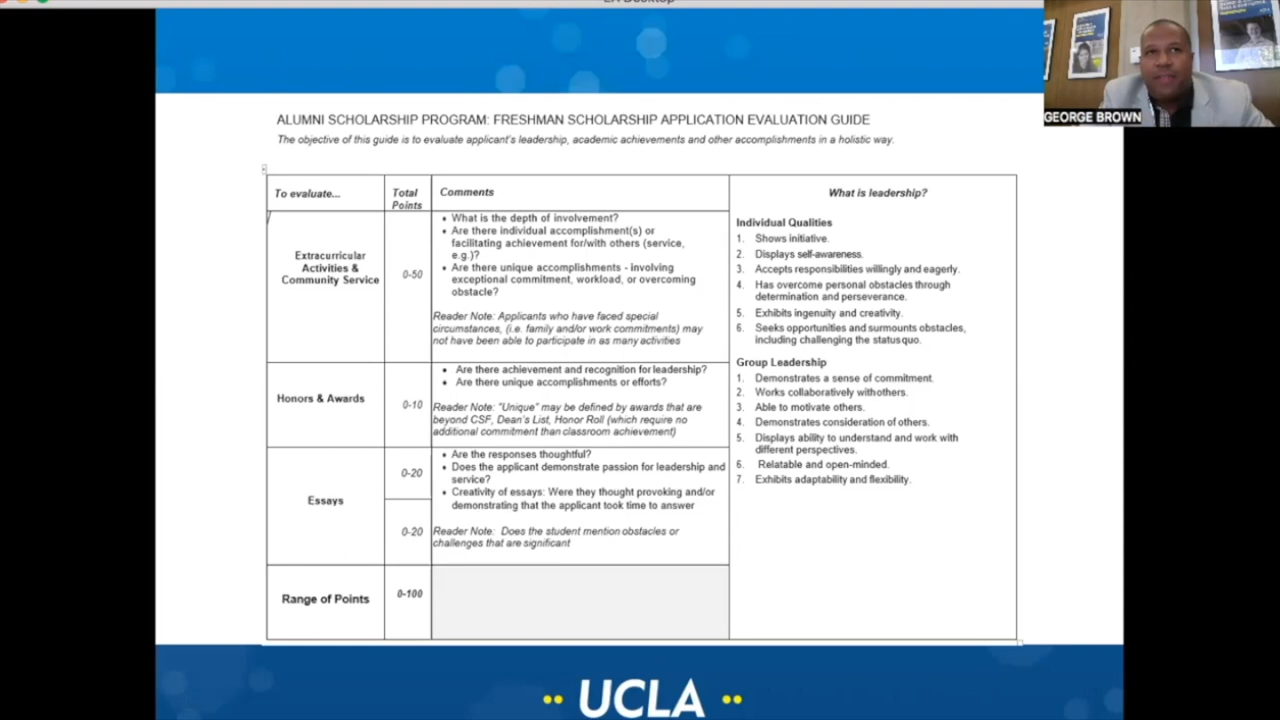 ALUMNI SCHOLARSHIP PROGRAM: FRESHMAN SCHOLARSHIP APPLICATION EVALUATION GUIDE
The objective of this guide is to evaluate applicant's leadership, academic achievements and other accomplishments in a holistic way.
To evaluate...
Total
Points
Comments
What is leadership?
Extracurricular
Activities &
Community Service
0-50
• What is the depth of involvement?
• Are there individual accomplishment(s) or
facilitating achievement for/with others (service,
e.g.)?
• Are there unique accomplishments - involving
exceptional commitment, workload, or overcoming
obstacle?
Reader Note: Applicants who have faced special
circumstances, (i.e. family and/or work commitments) may
not have been able to participate in as many activities
Honors & Awards
0-10
• Are there achievement and recognition for leadership?
• Are there unique accomplishments or efforts?
Reader Note: "Unique" may be defined by awards that are
beyond CSF, Dean's List, Honor Roll (which require no
additional commitment than classroom achievement)
Essays
0-20
0-20
• Are the responses thoughtful?
• Does the applicant demonstrate passion for leadership and
service?
• Creativity of essays: Were they thought provoking and/or
demonstrating that the applicant took time to answer
Reader Note: Does the student mention obstacles or
challenges that are significant
Range of Points
0-100
Individual Qualities
1. Shows initiative.
2. Displays self-awareness.
3. Accepts responsibilities willingly and eagerly.
4. Has overcome personal obstacles through
determination and perseverance.
5. Exhibits ingenuity and creativity.
6. Seeks opportunities and surmounts obstacles,
including challenging the status quo.
Group Leadership
1. Demonstrates a sense of commitment.
2. Works collaboratively with others.
3. Able to motivate others.
4. Demonstrates consideration of others.
5. Displays ability to understand and work with
different perspectives.
6. Relatable and open-minded.
7. Exhibits adaptability and flexibility.
UCLA
GEORGE BROWN